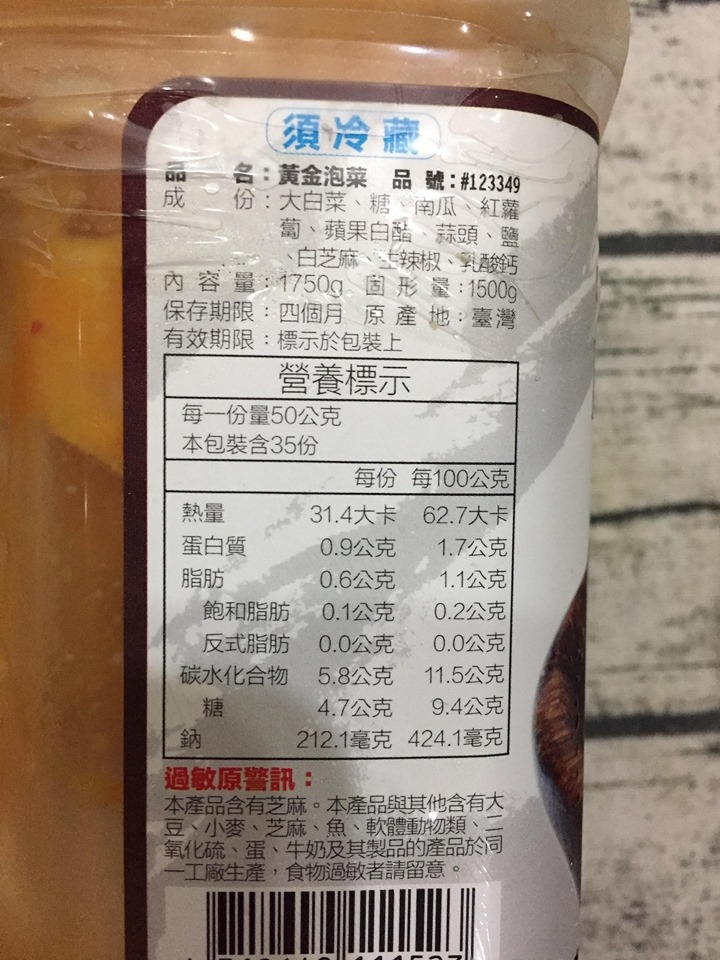 須冷藏
品 名：黃金泡菜 品 號：#123349
成 份：大白菜、糖、南瓜、紅蘿
蔔、蘋果白醋、蒜頭、鹽
、白芝麻、生辣椒、乳酸鈣
內 容 量：1750g 固 形 量：1500g
保存期限：四個月 原 產 地：臺灣
有效期限：標示於包裝上
營養標示
每一份量50公克
本包裝含35份
每份 每100公克
熱量 31.4大卡 62.7大卡
蛋白質 0.9公克 1.7公克
脂肪 0.6公克 1.1公克
飽和脂肪 0.1公克 0.2公克
反式脂肪 0.0公克 0.0公克
碳水化合物 5.8公克 11.5公克
糖 4.7公克 9.4公克
鈉 212.1毫克 424.1毫克
過敏原警訊：
本產品含有芝麻。本產品與其他含有大
豆、小麥、芝麻、魚、軟體動物類、二
氧化硫、蛋、牛奶及其製品的產品於同
一工廠生產，食物過敏者請留意。